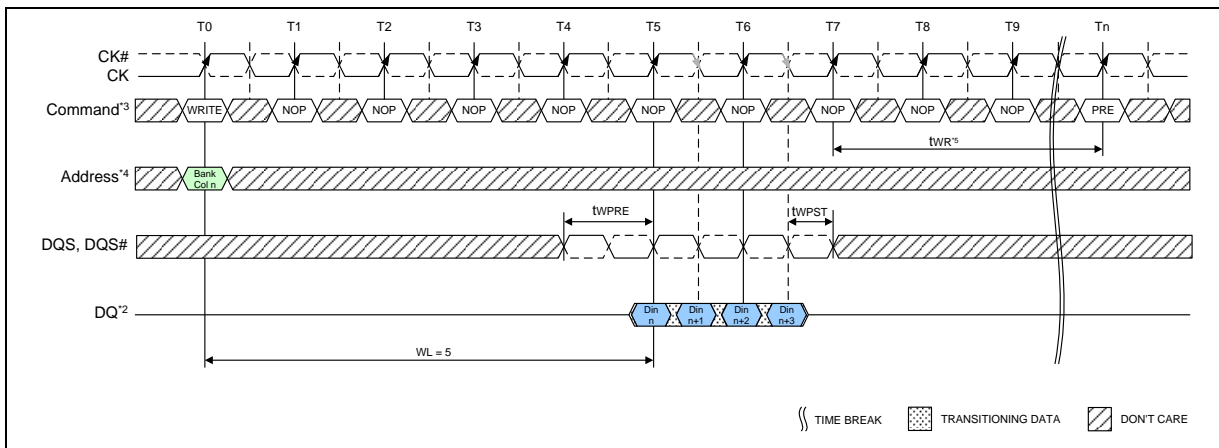 T0 T1 T2 T3 T4 T5 T6 T7 T8 T9 Tn
CK#
CK
Command*3 WRITE NOP NOP NOP NOP NOP NOP NOP NOP NOP PRE
tWR*5
Address*4 Bank Col n
tWPRE tWPST
DQS, DQS#
DQ*2 Din n Din n+1 Din n+2 Din n+3
WL = 5
TIME BREAK TRANSITIONING DATA DON'T CARE